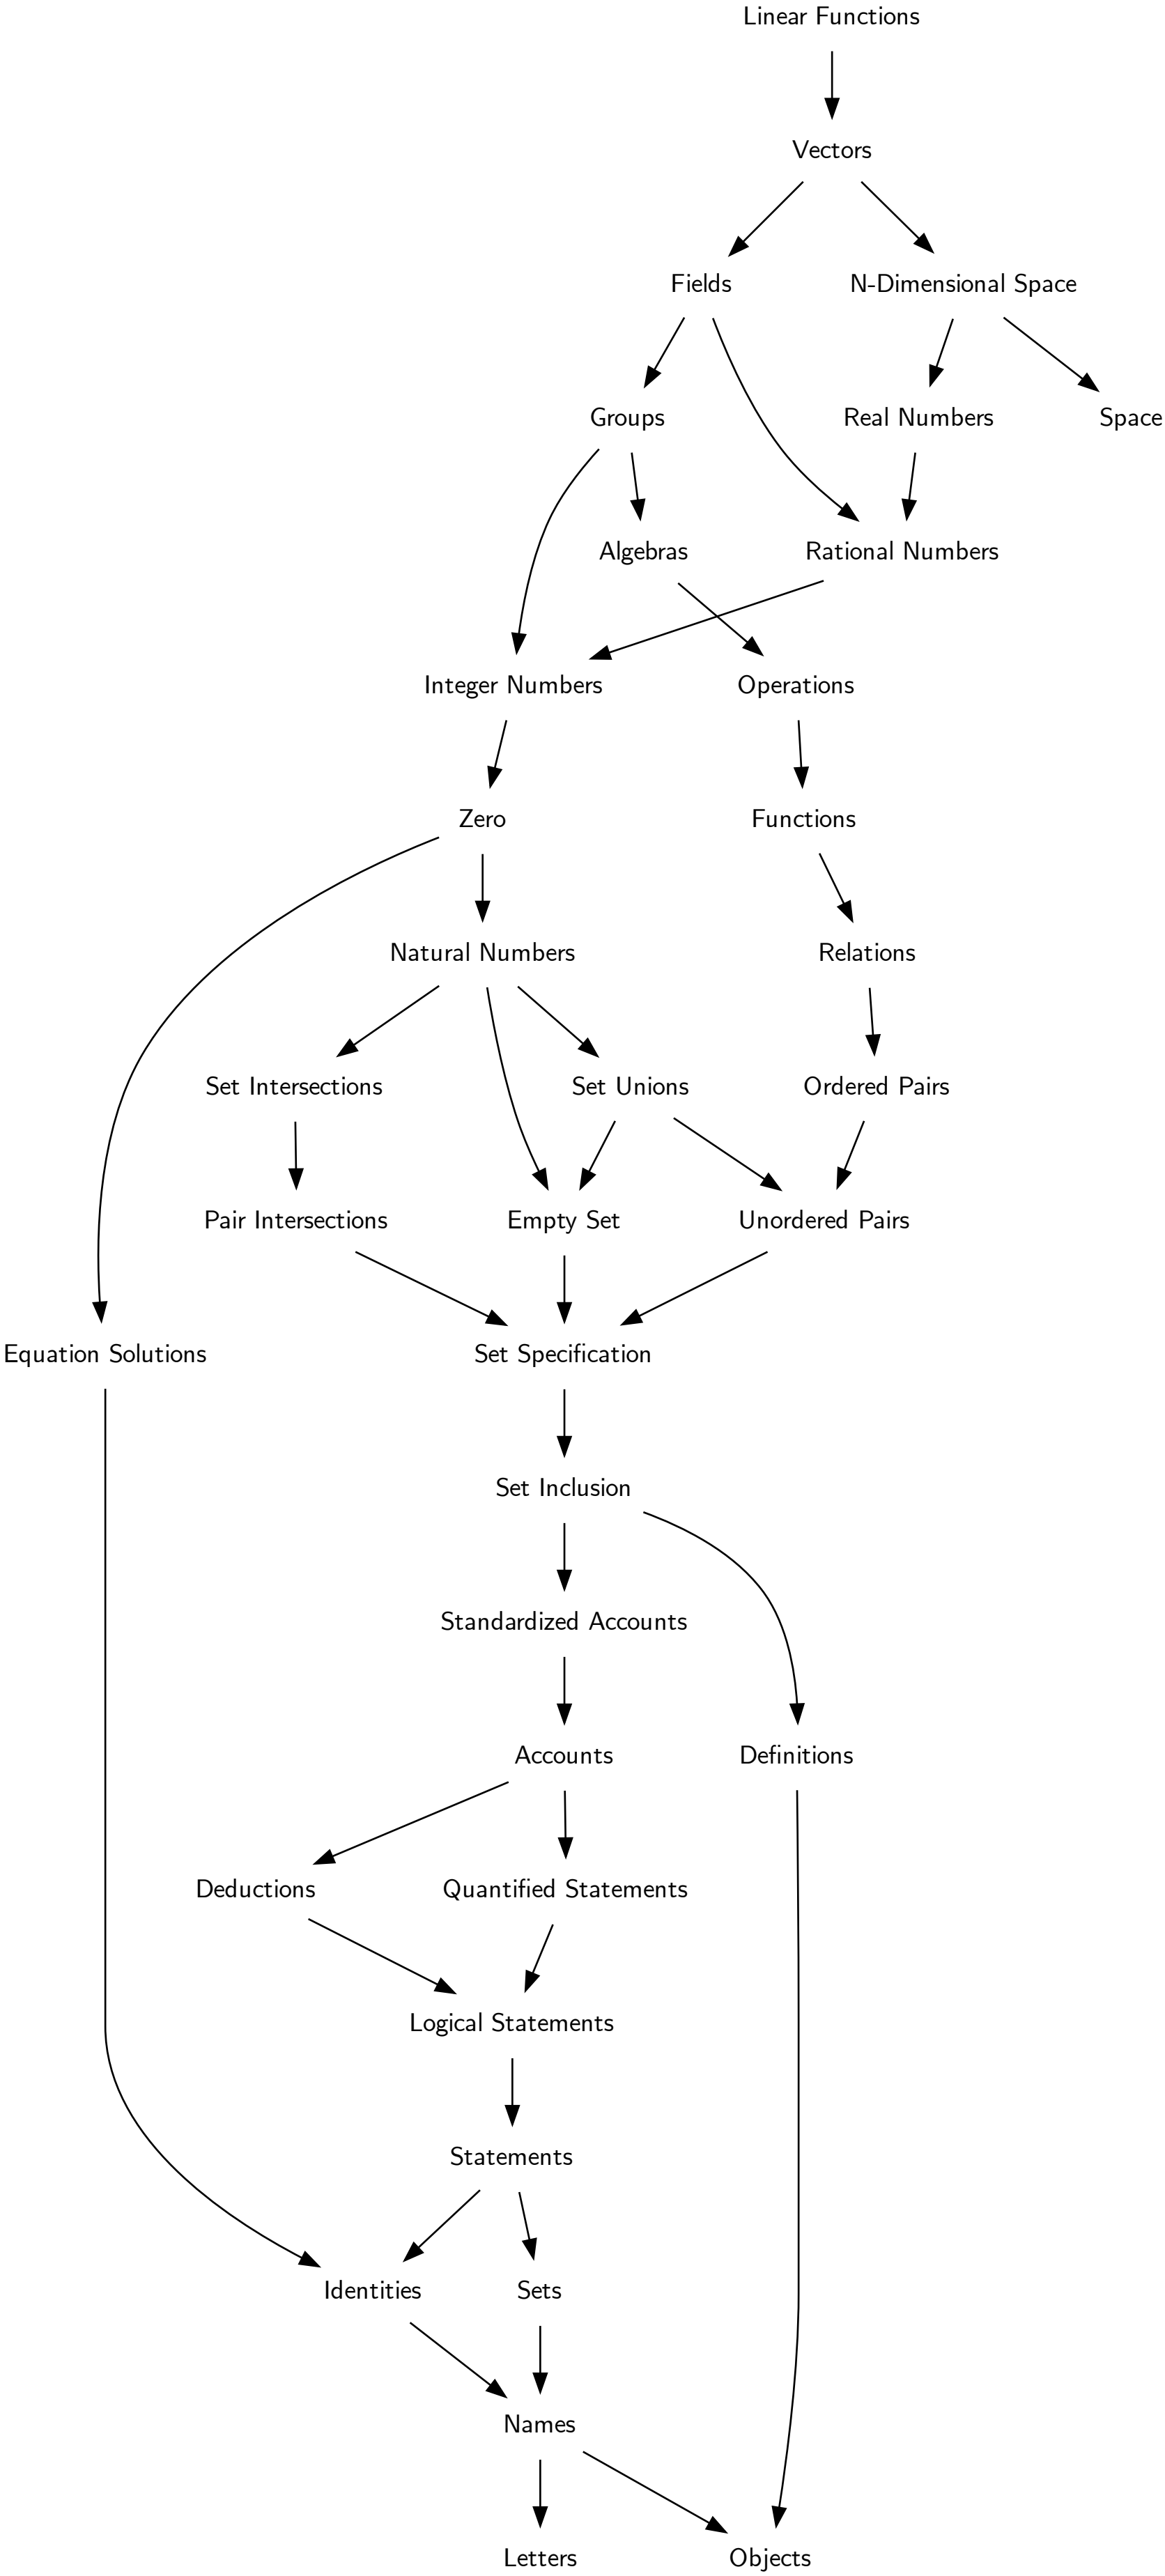 Linear Functions
Vectors
Fields
N-Dimensional Space
Groups
Real Numbers
Space
Algebras
Rational Numbers
Integer Numbers
Operations
Zero
Functions
Natural Numbers
Relations
Set Intersections
Set Unions
Ordered Pairs
Pair Intersections
Empty Set
Unordered Pairs
Equation Solutions
Set Specification
Set Inclusion
Standardized Accounts
Accounts
Definitions
Deductions
Quantified Statements
Logical Statements
Statements
Identities
Sets
Names
Letters
Objects